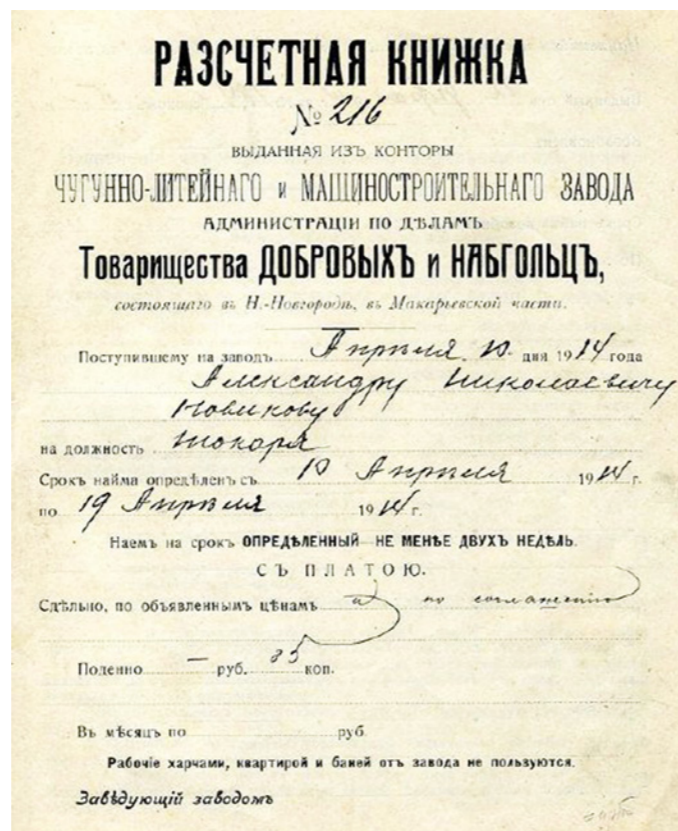 РАЗСЧЕТНАЯ КНИЖКА
№ 216
ВЫДАННАЯ ИЗЪ КОНТОРЫ
ЧУГУННО-ЛИТЕЙНАГО и МАШИНОСТРОИТЕЛЬНАГО ЗАВОДА
АДМИНИСТРАЦІИ ПО ДѢЛАМЪ
Товарищества ДОБРОВЫХЪ и НАБГОЛЬЦЪ,
состоящаго въ Н.-Новгородѣ, въ Макарьевской части.
Поступившему на заводъ Апрѣля 10 дня 1914 года
Александру Николаевичу
Новикову
на должность токаря
Срокъ найма опредѣленъ съ 10 Апрѣля 1914 г.
по 19 Апрѣля 1914 г.
Наемъ на срокъ ОПРЕДѢЛЕННЫЙ НЕ МЕНѢЕ ДВУХЪ НЕДѢЛЬ.
СЪ ПЛАТОЮ.
Сдѣльно, по объявленнымъ цѣнамъ и по соглашенію
Поденно — руб. 85 коп.
Въ мѣсяцъ по руб.
Рабочіе харчами, квартирой и баней отъ завода не пользуются.
Завѣдующій заводомъ